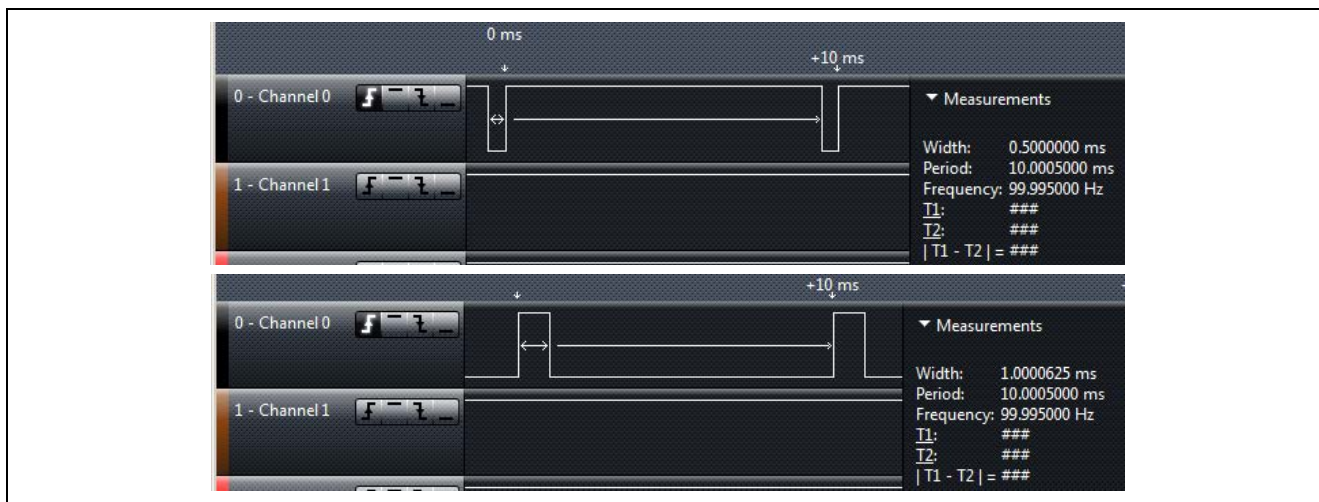 0 ms
+10 ms
0 - Channel 0
▼ Measurements
Width: 0.5000000 ms
Period: 10.0005000 ms
1 - Channel 1
Frequency: 99.995000 Hz
T1: ###
T2: ###
| T1 - T2 | = ###
+10 ms
0 - Channel 0
▼ Measurements
Width: 1.0000625 ms
Period: 10.0005000 ms
1 - Channel 1
Frequency: 99.995000 Hz
T1: ###
T2: ###
| T1 - T2 | = ###